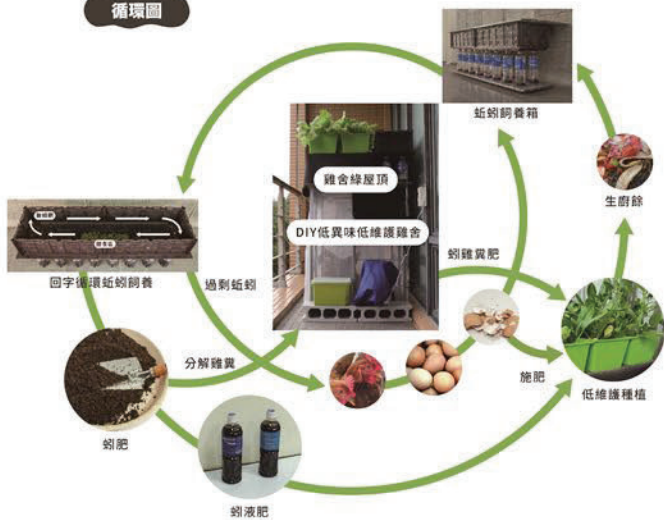 循環圖
蚯蚓飼養箱
雞舍綠屋頂
DIY低異味低維護雞舍
生廚餘
回字循環蚯蚓飼養
過剩蚯蚓
蚓雞糞肥
分解雞糞
施肥
低維護種植
蚓肥
蚓液肥